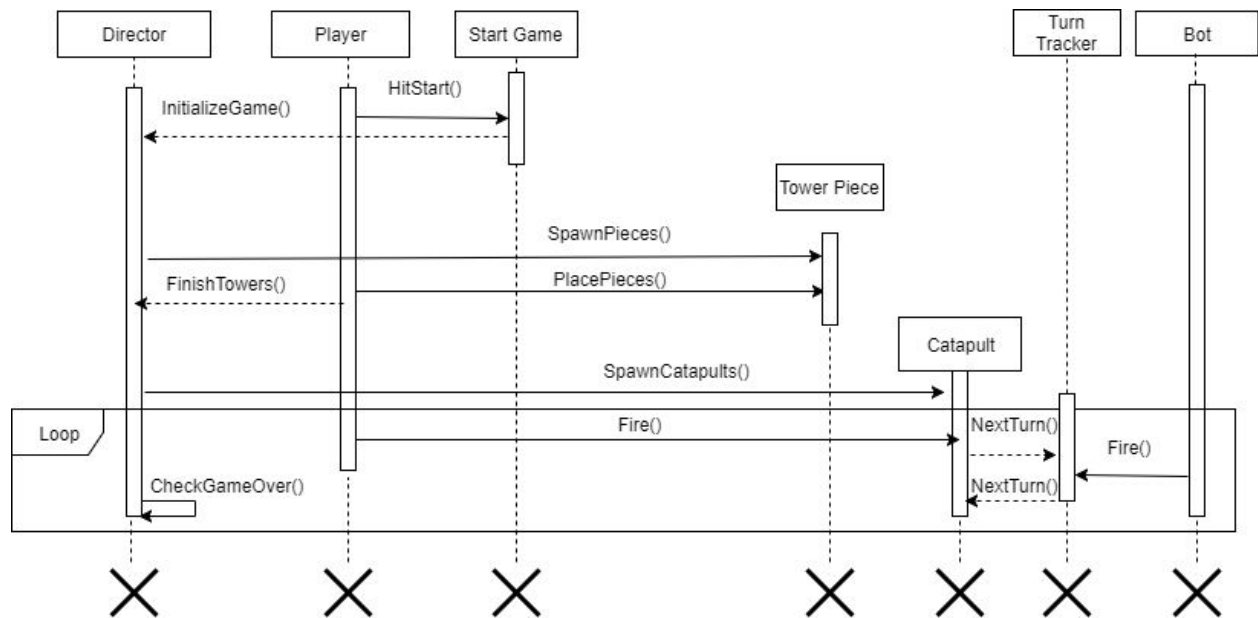 Director
Player
Start Game
Turn
Tracker
Bot
HitStart()
InitializeGame()
Tower Piece
SpawnPieces()
FinishTowers()
PlacePieces()
Catapult
SpawnCatapults()
Loop
Fire()
NextTurn()
Fire()
CheckGameOver()
NextTurn()